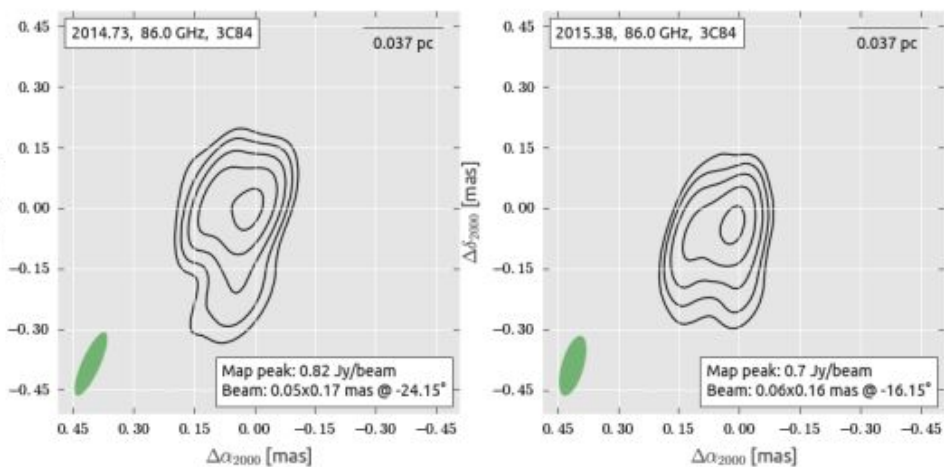 2014.73, 86.0 GHz, 3C84
0.037 pc
0.45
0.30
0.15
0.00
−0.15
−0.30
−0.45
Map peak: 0.82 Jy/beam
Beam: 0.05x0.17 mas @ -24.15°
0.45 0.30 0.15 0.00 −0.15 −0.30 −0.45
Δα2000 [mas]
2015.38, 86.0 GHz, 3C84
0.037 pc
Δδ2000 [mas]
0.45
0.30
0.15
0.00
−0.15
−0.30
−0.45
Map peak: 0.7 Jy/beam
Beam: 0.06x0.16 mas @ -16.15°
0.45 0.30 0.15 0.00 −0.15 −0.30 −0.45
Δα2000 [mas]